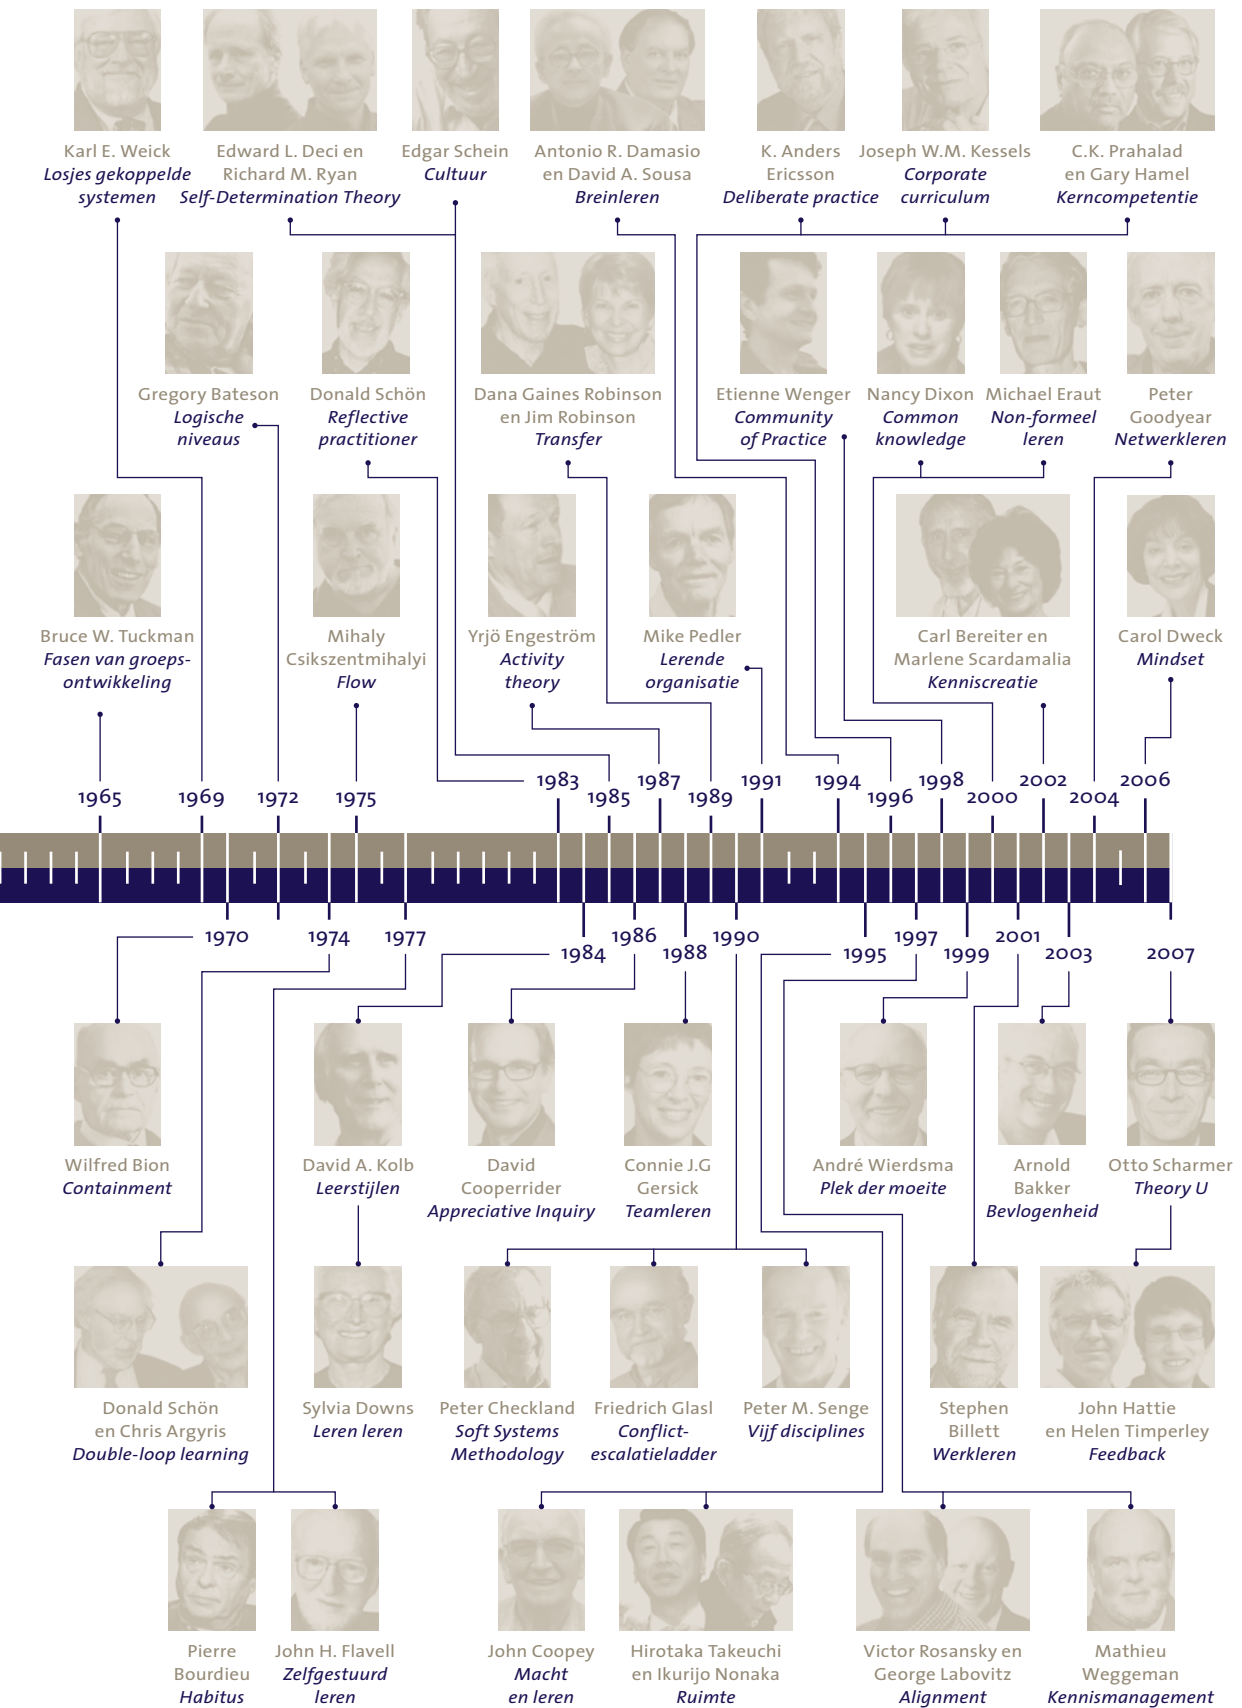 Karl E. Weick
Losjes gekoppelde
systemen
Edward L. Deci en
Richard M. Ryan
Self-Determination Theory
Edgar Schein
Cultuur
Antonio R. Damasio
en David A. Sousa
Breinleren
K. Anders
Ericsson
Deliberate practice
Joseph W.M. Kessels
Corporate
curriculum
C.K. Prahalad
en Gary Hamel
Kerncompetentie
Gregory Bateson
Logische
niveaus
Donald Schön
Reflective
practitioner
Dana Gaines Robinson
en Jim Robinson
Transfer
Etienne Wenger
Community
of Practice
Nancy Dixon
Common
knowledge
Michael Eraut
Non-formeel
leren
Peter
Goodyear
Netwerkleren
Bruce W. Tuckman
Fasen van groeps-
ontwikkeling
Mihaly
Csikszentmihalyi
Flow
Yrjö Engeström
Activity
theory
Mike Pedler
Lerende
organisatie
Carl Bereiter en
Marlene Scardamalia
Kenniscreatie
Carol Dweck
Mindset
1965
1969
1972
1975
1983
1985
1987
1989
1991
1994
1996
1998
2000
2002
2004
2006
1970
1974
1977
1984
1986
1988
1990
1995
1997
1999
2001
2003
2007
Wilfred Bion
Containment
David A. Kolb
Leerstijlen
David
Cooperrider
Appreciative Inquiry
Connie J.G
Gersick
Teamleren
André Wierdsma
Plek der moeite
Arnold
Bakker
Bevlogenheid
Otto Scharmer
Theory U
Donald Schön
en Chris Argyris
Double-loop learning
Sylvia Downs
Leren leren
Peter Checkland
Soft Systems
Methodology
Friedrich Glasl
Conflict-
escalatieladder
Peter M. Senge
Vijf disciplines
Stephen
Billett
Werkleren
John Hattie
en Helen Timperley
Feedback
Pierre
Bourdieu
Habitus
John H. Flavell
Zelfgestuurd
leren
John Coopey
Macht
en leren
Hirotaka Takeuchi
en Ikurijo Nonaka
Ruimte
Victor Rosansky en
George Labovitz
Alignment
Mathieu
Weggeman
Kennismanagement